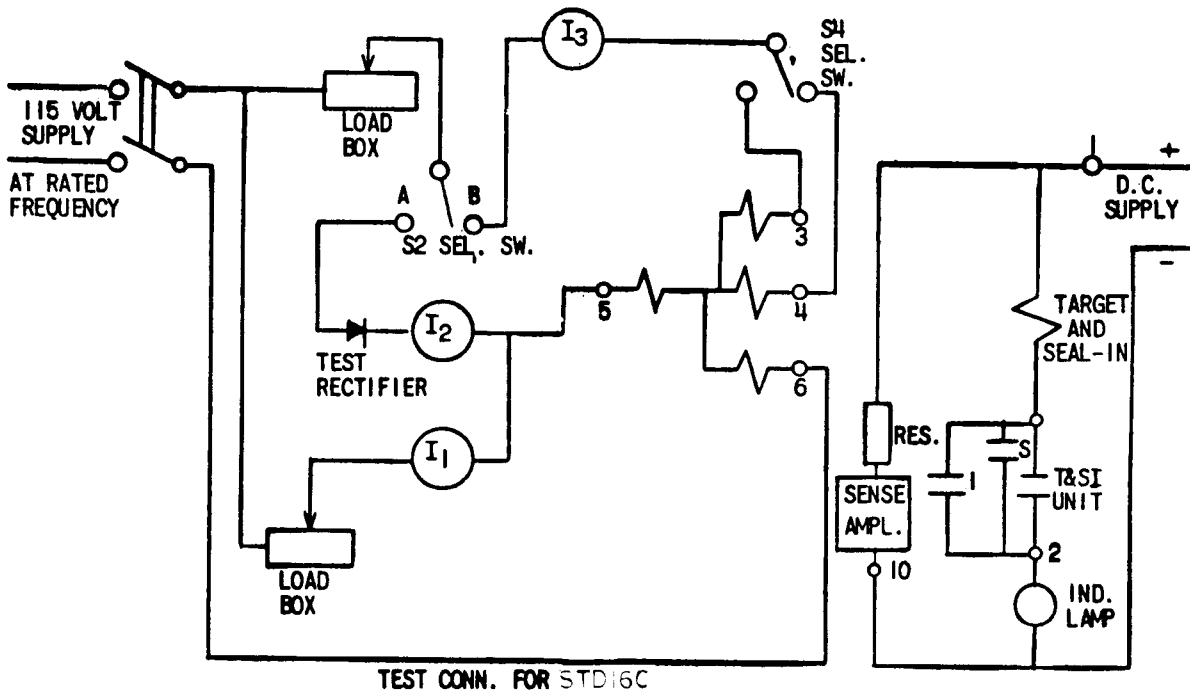 115 VOLT
SUPPLY
AT RATED
FREQUENCY
LOAD
BOX
A
B
S2 SEL. SW.
I3
S4
SEL.
SW.
3
4
5
6
I2
TEST
RECTIFIER
I1
LOAD
BOX
+
D.C.
SUPPLY
-
TARGET
AND
SEAL-IN
RES.
SENSE
AMPL.
10
1
S
T&SI
UNIT
2
IND.
LAMP
TEST CONN. FOR STD16C